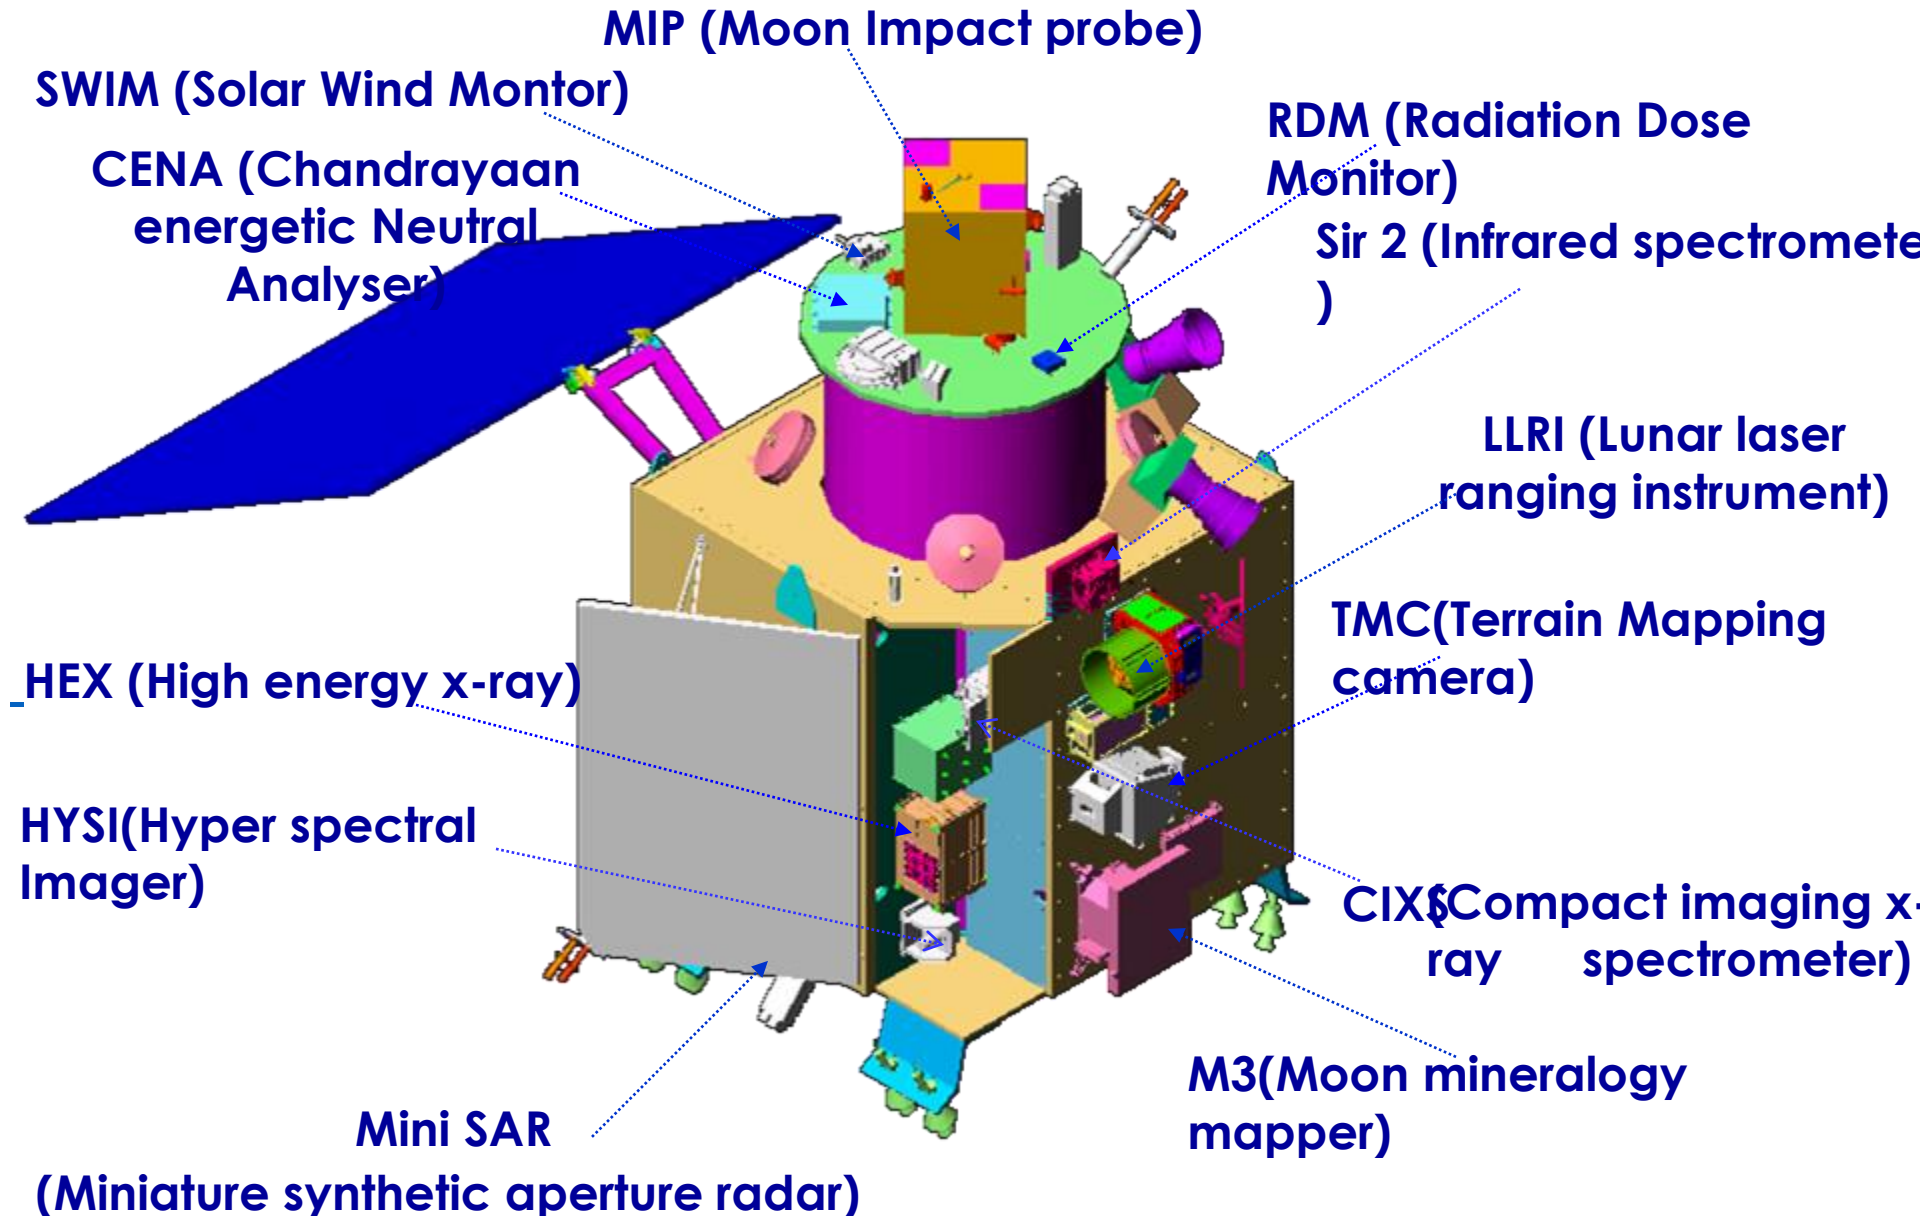 MIP (Moon Impact probe)
SWIM (Solar Wind Montor)
RDM (Radiation Dose
Monitor)
CENA (Chandrayaan
energetic Neutral
Analyser)
Sir 2 (Infrared spectromete
)
LLRI (Lunar laser
ranging instrument)
TMC(Terrain Mapping
camera)
HEX (High energy x-ray)
HYSI(Hyper spectral
Imager)
CIXS(Compact imaging x-
ray spectrometer)
M3(Moon mineralogy
mapper)
Mini SAR
(Miniature synthetic aperture radar)